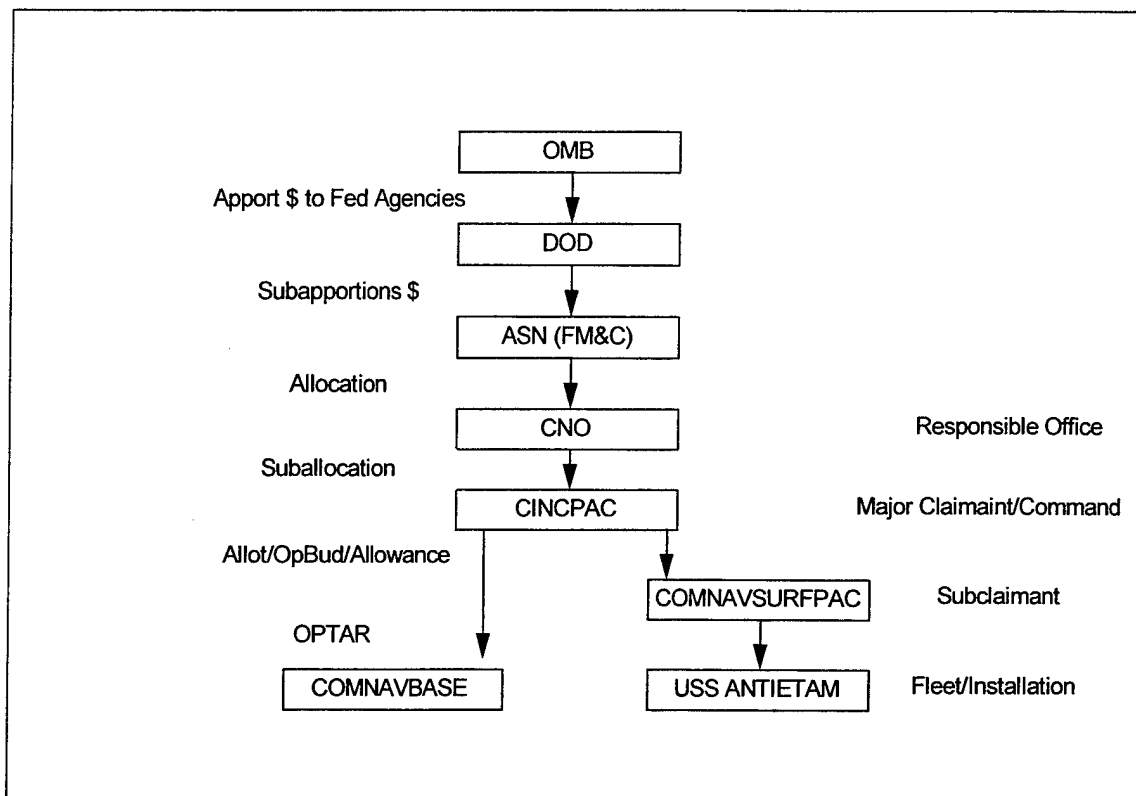 OMB
Apport $ to Fed Agencies
DOD
Subapportions $
ASN (FM&C)
Allocation
CNO
Responsible Office
Suballocation
CINCPAC
Major Claimaint/Command
Allot/OpBud/Allowance
COMNAVSURFPAC
Subclaimant
OPTAR
COMNAVBASE
USS ANTIETAM
Fleet/Installation